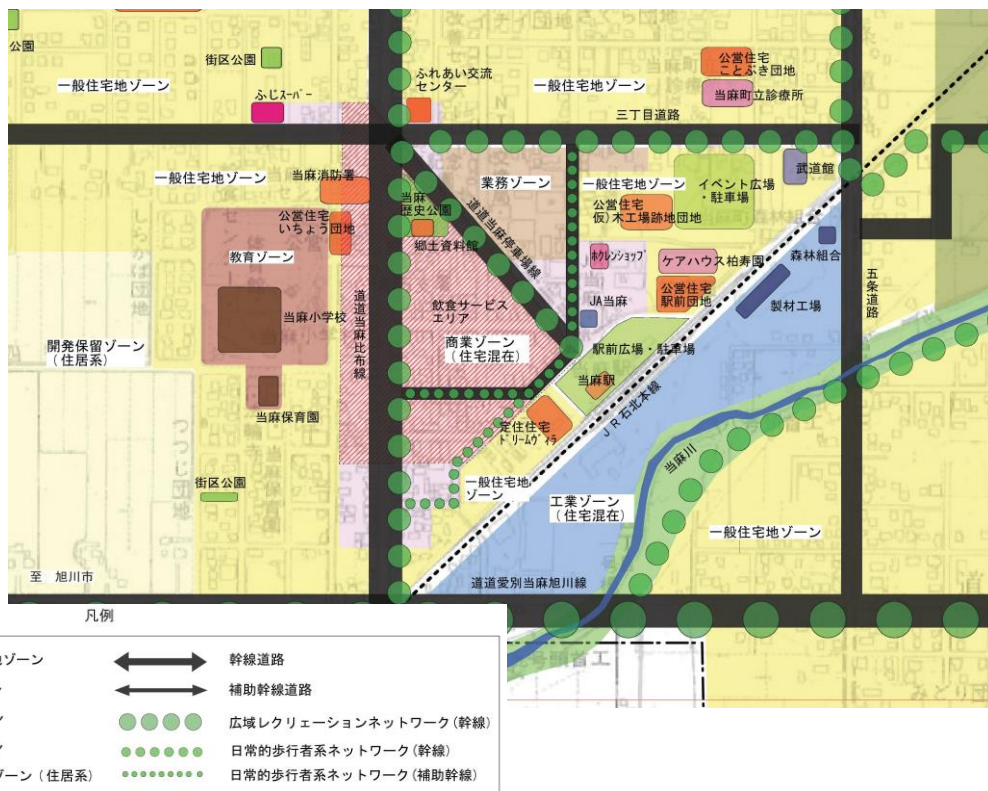 公園
街区公園
一般住宅地ゾーン
ふじスーパー
ふれあい交流
センター
一般住宅地ゾーン
公営住宅
ことぶき団地
当麻町立診療所
三丁目道路
一般住宅地ゾーン
当麻消防署
公営住宅
いちょう団地
教育ゾーン
当麻小学校
当麻保育園
開発保留ゾーン
(住居系)
街区公園
つつじ団地
至 旭川市
道道当麻比布線
当麻
歴史公園
郷土資料館
業務ゾーン
道道当麻停車場線
飲食サービス
エリア
商業ゾーン
(住宅混在)
一般住宅地ゾーン
公営住宅
仮)木工場跡地団地
イベント広場
・駐車場
武道館
ホクレンショップ
ケアハウス柏寿園
森林組合
JA当麻
公営住宅
駅前団地
製材工場
五条道路
駅前広場・駐車場
当麻駅
JR石北本線
定住住宅
ドリームヴィラ
一般住宅地
ゾーン
当麻川
工業ゾーン
(住宅混在)
一般住宅地ゾーン
道道愛別当麻旭川線
凡例
ゾーン
幹線道路
補助幹線道路
広域レクリェーションネットワーク(幹線)
日常的歩行者系ネットワーク(幹線)
ゾーン(住居系)
日常的歩行者系ネットワーク(補助幹線)